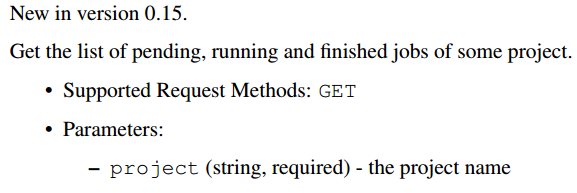 New in version 0.15.
Get the list of pending, running and finished jobs of some project.
• Supported Request Methods: GET
• Parameters:
– project (string, required) - the project name